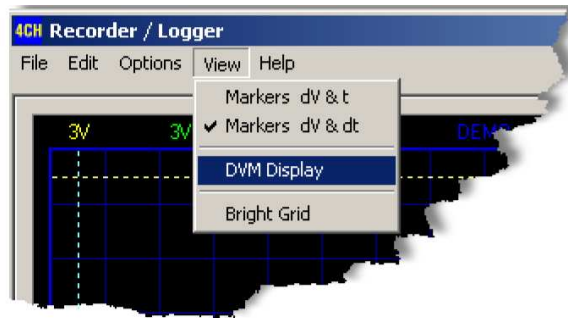 4CH Recorder / Logger
File Edit Options View Help
Markers dV & t
✔ Markers dV & dt
DVM Display
Bright Grid
3V 3V